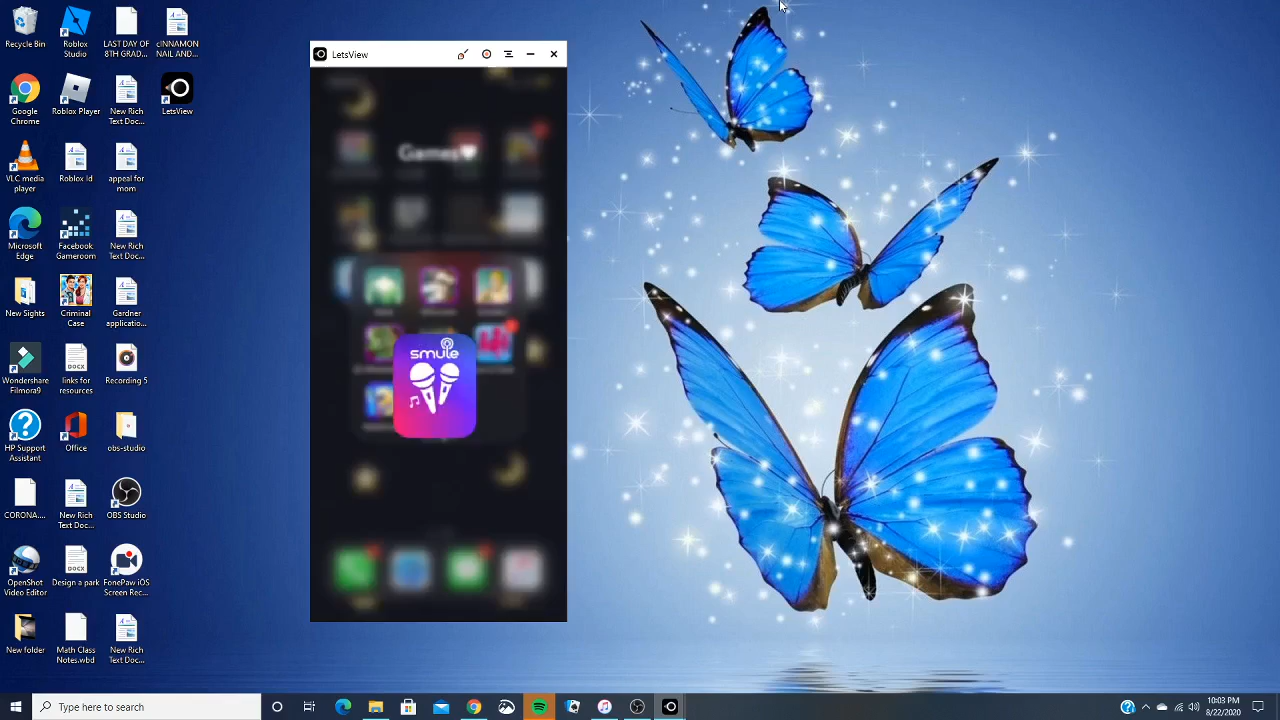 Recycle Bin
Roblox Studio
LAST DAY OF 8TH GRAD...
cINNAMON NAIL AND...
Google Chrome
Roblox Player
New Rich Text Doc...
LetsView
VLC media player
Roblox Id
appeal for mom
Microsoft Edge
Facebook Gameroom
New Rich Text Doc...
New Sights
Criminal Case
Gardner applicatio...
Wondershare Filmora9
links for resources
Recording 5
HP Support Assistant
Office
obs-studio
CORONA....
New Rich Text Doc...
OBS Studio
OpenShot Video Editor
Design a park
FonePaw iOS Screen Rec...
New folder
Math Class Notes.wbd
New Rich Text Doc...
LetsView
Games
smule
Type here to search
10:03 PM
8/22/2020